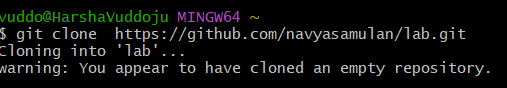 vuddo@HarshaVuddoju MINGW64 ~
$ git clone  https://github.com/navyasamulan/lab.git
Cloning into 'lab'...
warning: You appear to have cloned an empty repository.